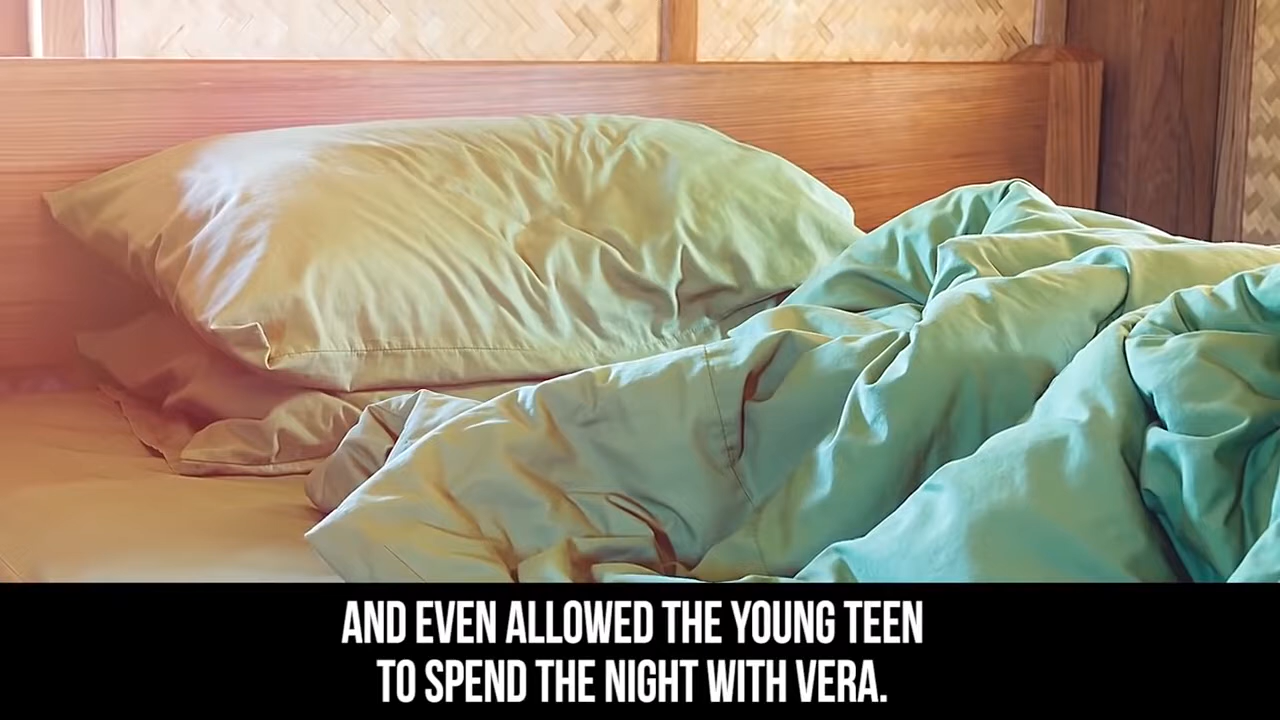 AND EVEN ALLOWED THE YOUNG TEEN
TO SPEND THE NIGHT WITH VERA.